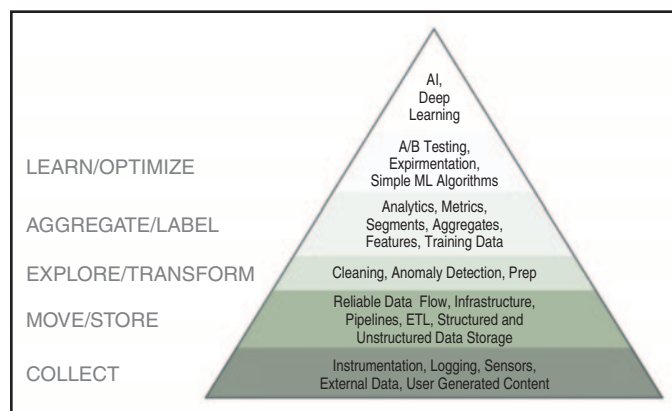 AI,
Deep
Learning
LEARN/OPTIMIZE
A/B Testing,
Expirmentation,
Simple ML Algorithms
AGGREGATE/LABEL
Analytics, Metrics,
Segments, Aggregates,
Features, Training Data
EXPLORE/TRANSFORM
Cleaning, Anomaly Detection, Prep
MOVE/STORE
Reliable Data Flow, Infrastructure,
Pipelines, ETL, Structured and
Unstructured Data Storage
COLLECT
Instrumentation, Logging, Sensors,
External Data, User Generated Content